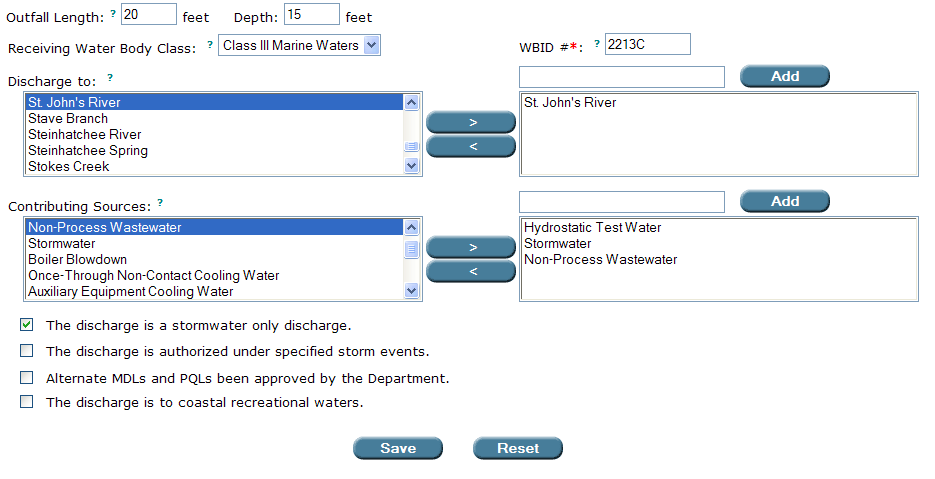 Outfall Length: ? 20 feet Depth: 15 feet
Receiving Water Body Class: ? Class III Marine Waters WBID #*: ? 2213C
Discharge to: ? Add
St. John's River > St. John's River
Stave Branch
Steinhatchee River <
Steinhatchee Spring
Stokes Creek
Contributing Sources: ? Add
Non-Process Wastewater Hydrostatic Test Water
Stormwater > Stormwater
Boiler Blowdown Non-Process Wastewater
Once-Through Non-Contact Cooling Water <
Auxiliary Equipment Cooling Water
The discharge is a stormwater only discharge.
The discharge is authorized under specified storm events.
Alternate MDLs and PQLs been approved by the Department.
The discharge is to coastal recreational waters.
Save Reset